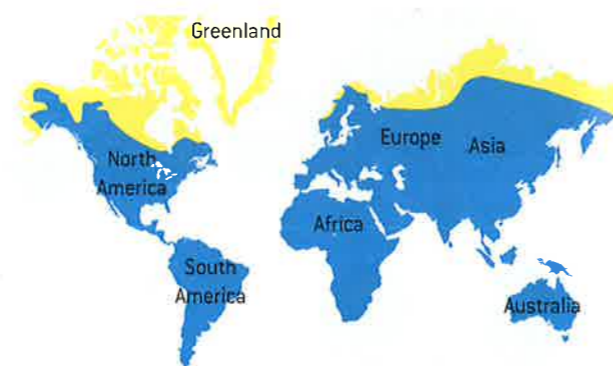 Greenland
North
America
Europe
Asia
Africa
South
America
Australia